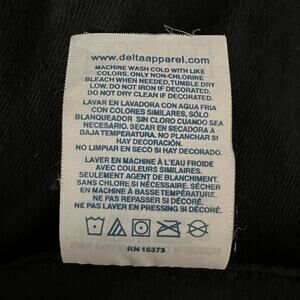 www.deltaapparel.com
MACHINE WASH COLD WITH LIKE
COLORS. ONLY NON-CHLORINE
BLEACH WHEN NEEDED, TUMBLE DRY
LOW. DO NOT IRON IF DECORATED.
DO NOT DRY CLEAN IF DECORATED.
LAVAR EN LAVADORA CON AGUA FRIA
CON COLORES SIMILARES, SÓLO
BLANQUEADOR SIN CLORO CUANDO SEA
NECESARIO. SECAR EN SECADORA A
BAJA TEMPERATURA. NO PLANCHAR SI
HAY DECORADO.
NO LIMPIAR EN SECO SI HAY DECORADO.
LAVER EN MACHINE À L'EAU FROIDE
AVEC COULEURS SIMILAIRES.
SEULEMENT AGENT DE BLANCHIMENT
SANS CHLORE SI NÉCESSAIRE. SÉCHER
EN MACHINE À BASSE TEMPÉRATURE.
NE PAS REPASSER SI DÉCORÉ.
NE PAS LAVER EN PRESSING SI DÉCORÉ.
RN 15373